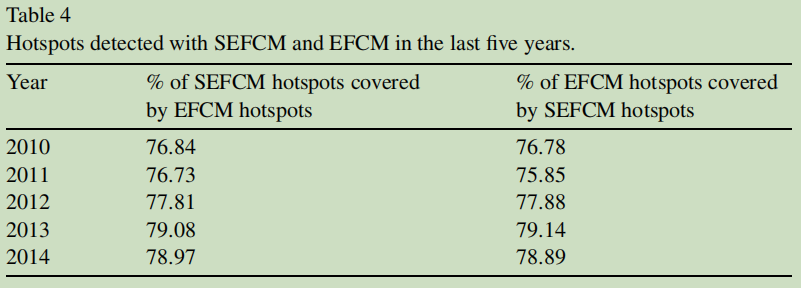 Table 4
Hotspots detected with SEFCM and EFCM in the last five years.
Year % of SEFCM hotspots covered by EFCM hotspots % of EFCM hotspots covered by SEFCM hotspots
2010 76.84 76.78
2011 76.73 75.85
2012 77.81 77.88
2013 79.08 79.14
2014 78.97 78.89